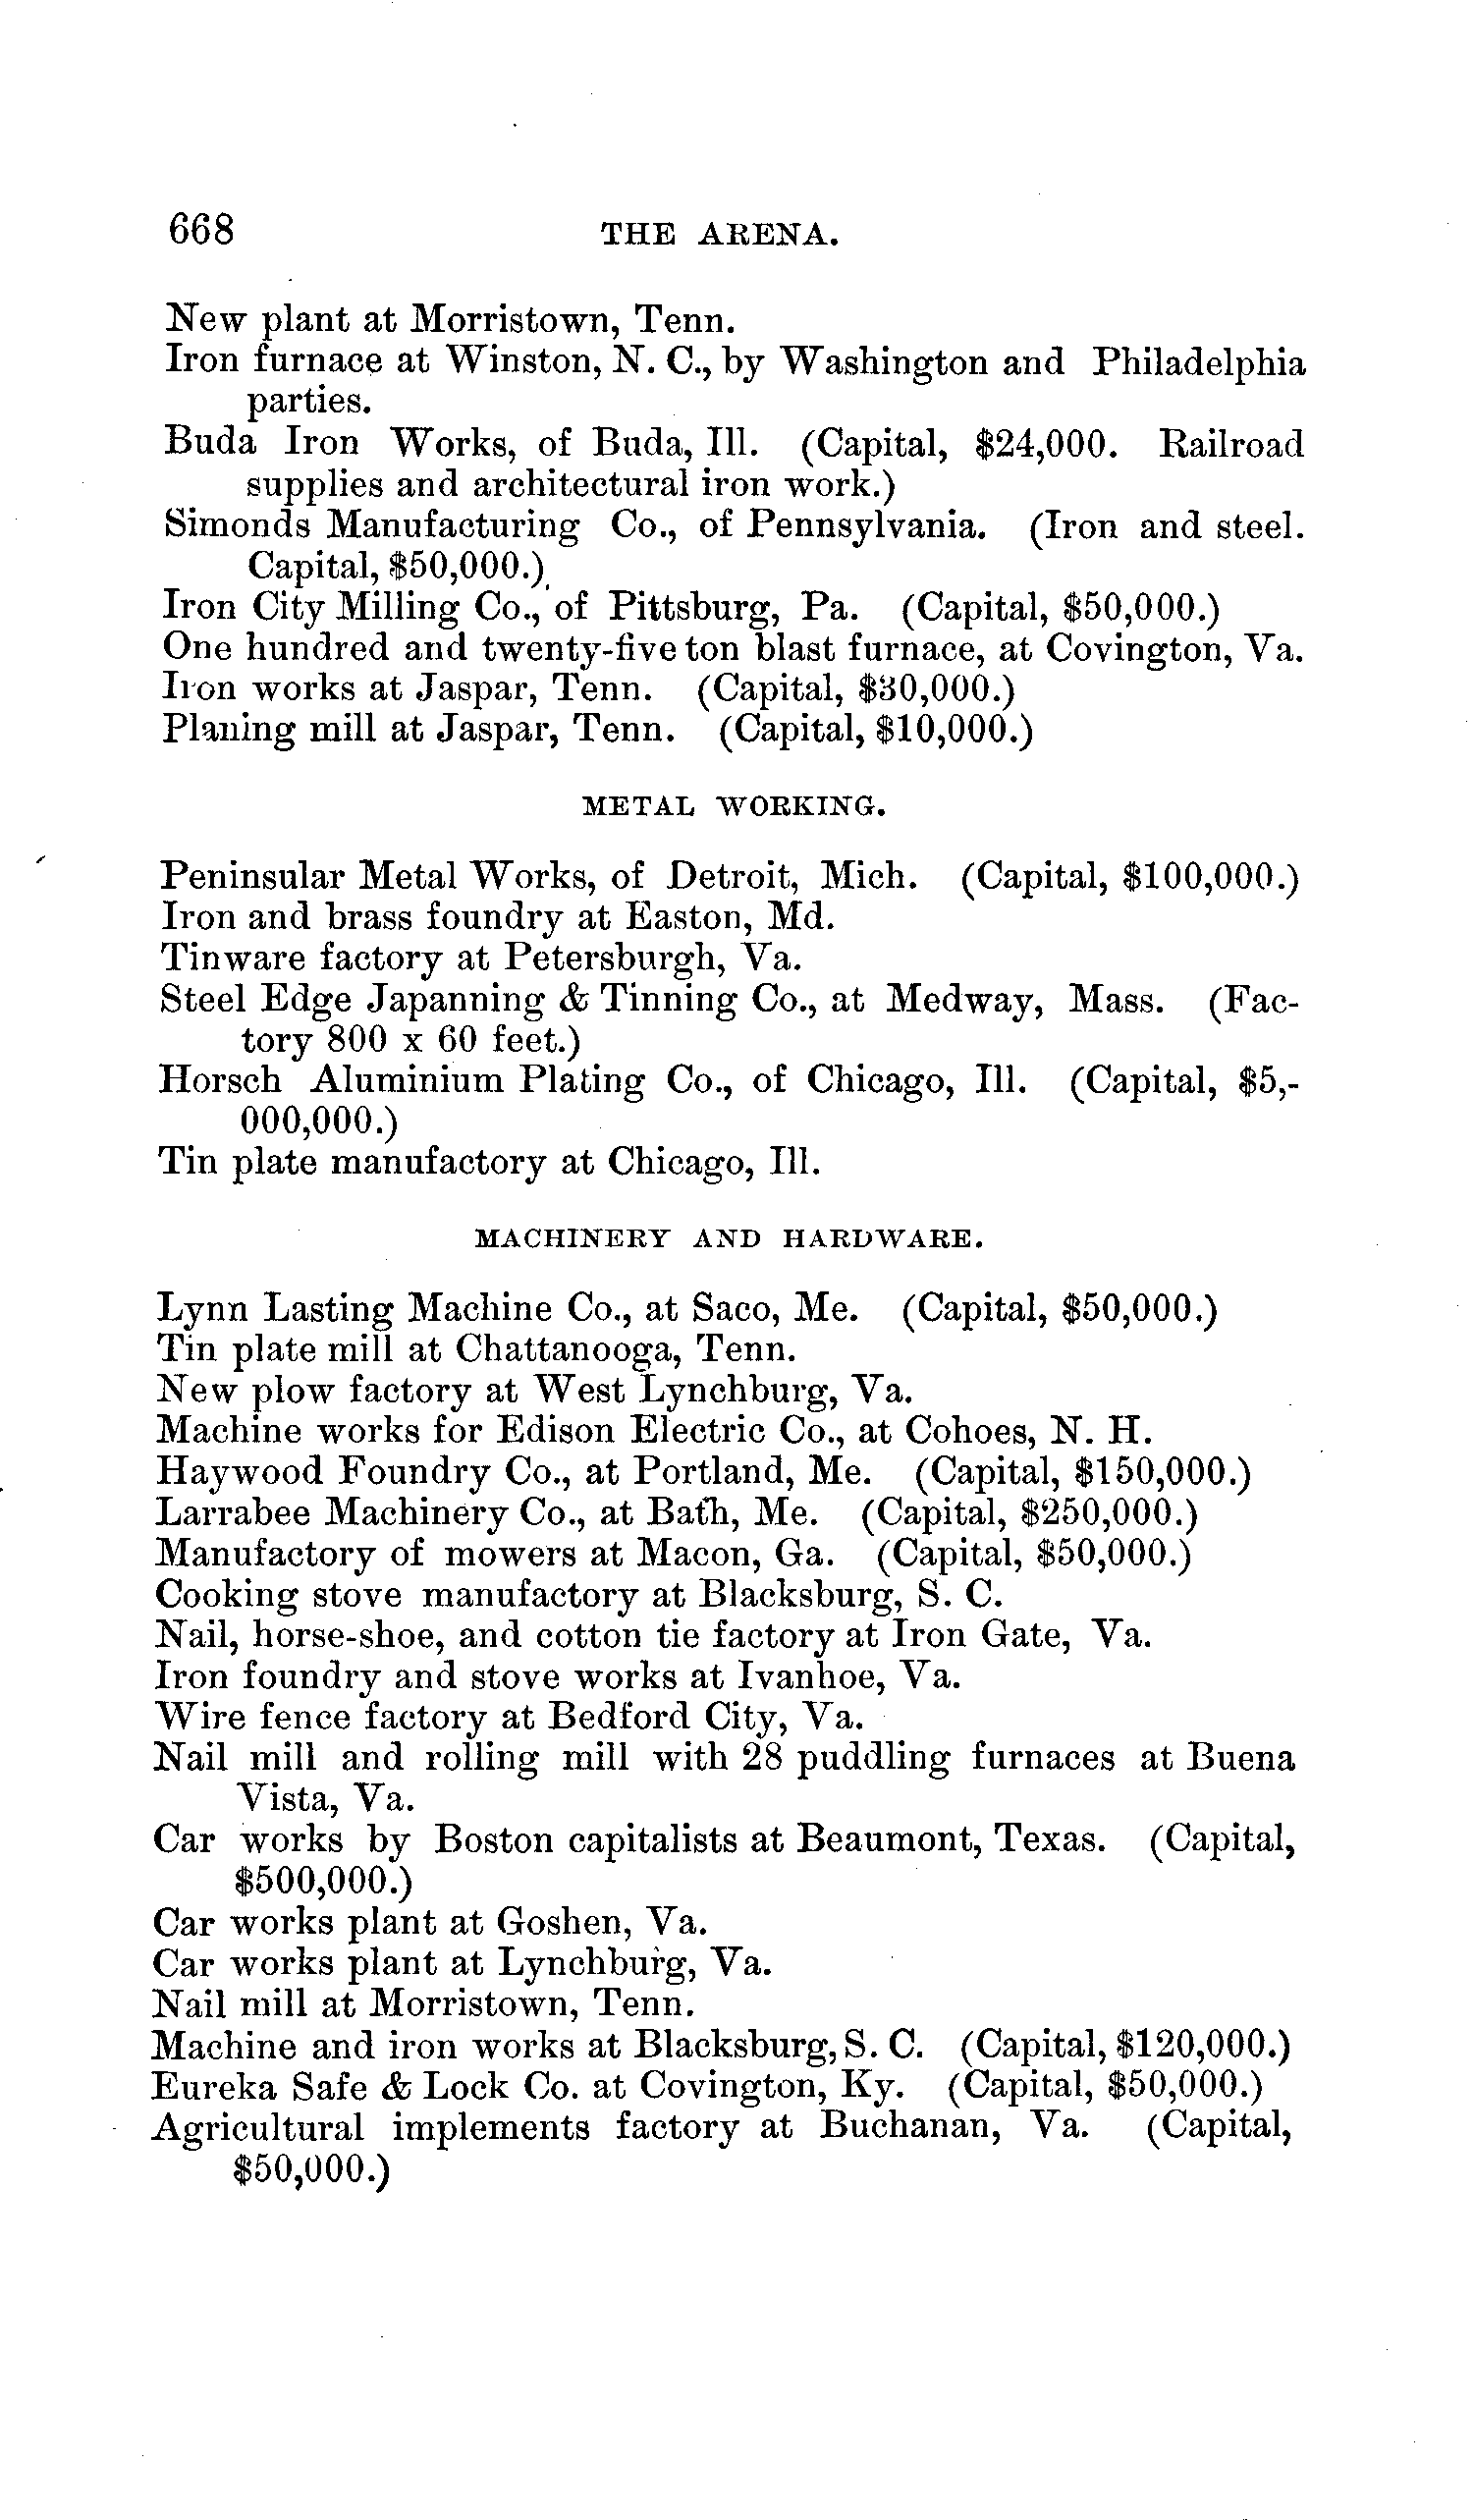 668 THE ARENA.
New plant at Morristown, Tenn.
Iron furnace at Winston, N. C., by Washington and Philadelphia
parties.
Buda Iron Works, of Buda, Ill. (Capital, $24,000. Railroad
supplies and architectural iron work.)
Simonds Manufacturing Co., of Pennsylvania. (Iron and steel.
Capital, $50,000.)
Iron City Milling Co., of Pittsburg, Pa. (Capital, $50,000.)
One hundred and twenty-five ton blast furnace, at Covington, Va.
Iron works at Jaspar, Tenn. (Capital, $30,000.)
Planing mill at Jaspar, Tenn. (Capital, $10,000.)
METAL WORKING.
Peninsular Metal Works, of Detroit, Mich. (Capital, $100,000.)
Iron and brass foundry at Easton, Md.
Tinware factory at Petersburgh, Va.
Steel Edge Japanning & Tinning Co., at Medway, Mass. (Fac-
tory 800 x 60 feet.)
Horsch Aluminium Plating Co., of Chicago, Ill. (Capital, $5,-
000,000.)
Tin plate manufactory at Chicago, Ill.
MACHINERY AND HARDWARE.
Lynn Lasting Machine Co., at Saco, Me. (Capital, $50,000.)
Tin plate mill at Chattanooga, Tenn.
New plow factory at West Lynchburg, Va.
Machine works for Edison Electric Co., at Cohoes, N. H.
Haywood Foundry Co., at Portland, Me. (Capital, $150,000.)
Larrabee Machinery Co., at Bath, Me. (Capital, $250,000.)
Manufactory of mowers at Macon, Ga. (Capital, $50,000.)
Cooking stove manufactory at Blacksburg, S. C.
Nail, horse-shoe, and cotton tie factory at Iron Gate, Va.
Iron foundry and stove works at Ivanhoe, Va.
Wire fence factory at Bedford City, Va.
Nail mill and rolling mill with 28 puddling furnaces at Buena
Vista, Va.
Car works by Boston capitalists at Beaumont, Texas. (Capital,
$500,000.)
Car works plant at Goshen, Va.
Car works plant at Lynchburg, Va.
Nail mill at Morristown, Tenn.
Machine and iron works at Blacksburg, S. C. (Capital, $120,000.)
Eureka Safe & Lock Co. at Covington, Ky. (Capital, $50,000.)
Agricultural implements factory at Buchanan, Va. (Capital,
$50,000.)